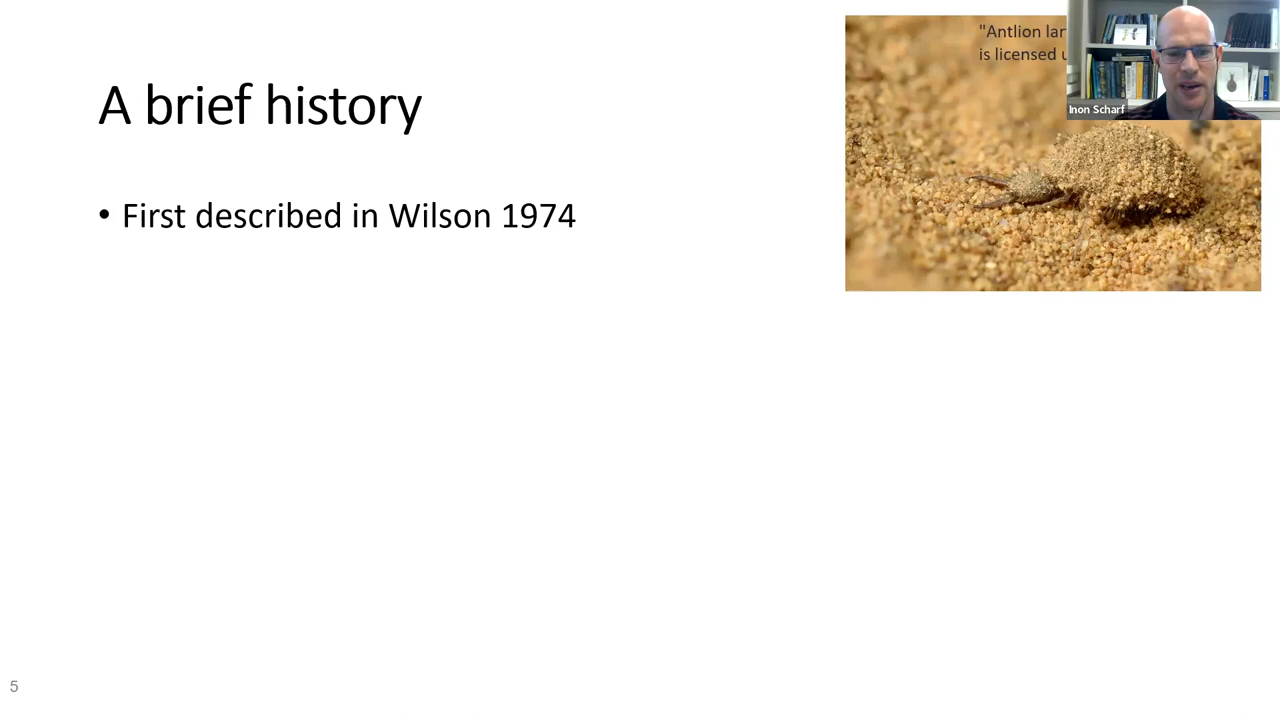 "Antlion lar
is licensed u
Inon Scharf
A brief history
• First described in Wilson 1974
5